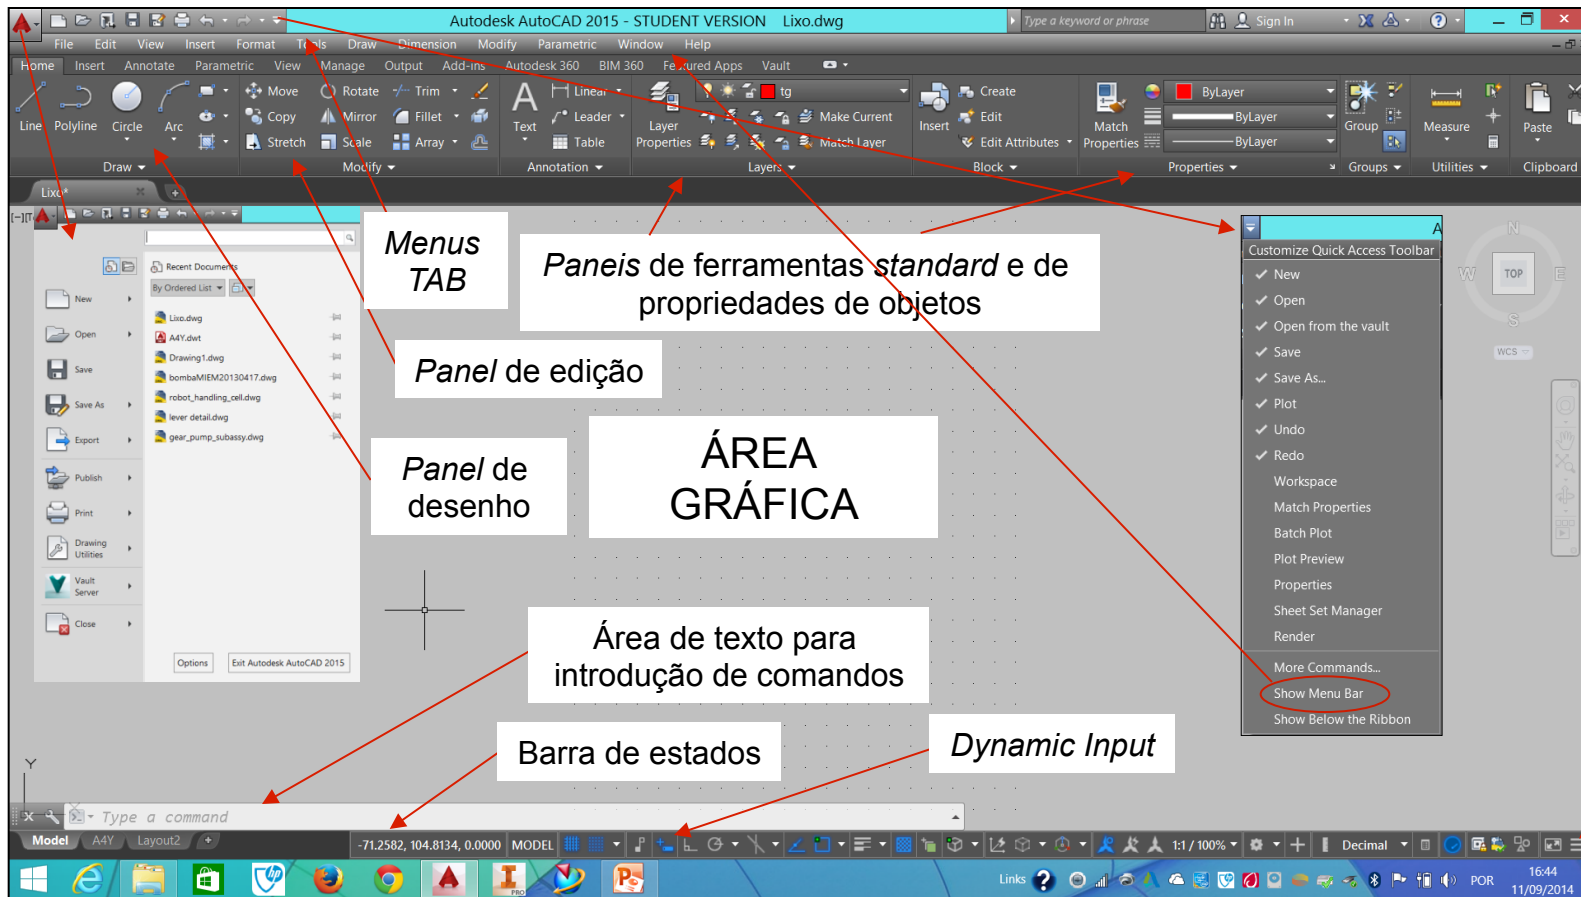 Autodesk AutoCAD 2015 - STUDENT VERSION Lixo.dwg
Type a keyword or phrase
Sign In
File Edit View Insert Format Tools Draw Dimension Modify Parametric Window Help
Home Insert Annotate Parametric View Manage Output Add-ins Autodesk 360 BIM 360 Featured Apps Vault
Line Polyline Circle Arc
Move Rotate Trim
Copy Mirror Fillet
Stretch Scale Array
Text
Linear
Leader
Table
Layer
Properties
tg
Make Current
Match Layer
Insert
Create
Edit
Edit Attributes
Match
Properties
ByLayer
ByLayer
ByLayer
Group
Measure
Paste
Draw Modify Annotation Layers Block Properties Groups Utilities Clipboard
Lixo*
Recent Documents
By Ordered List
New
Open
Save
Save As
Export
Publish
Print
Drawing
Utilities
Vault
Server
Close
Lixo.dwg
A4Y.dwt
Drawing1.dwg
bombaMIEM20130417.dwg
robot_handling_cell.dwg
lever detail.dwg
gear_pump_subassy.dwg
Options
Exit Autodesk AutoCAD 2015
Menus
TAB
Paneis de ferramentas standard e de
propriedades de objetos
Panel de edição
Panel de
desenho
ÁREA
GRÁFICA
Área de texto para
introdução de comandos
Barra de estados
Dynamic Input
A
Customize Quick Access Toolbar
New
Open
Open from the vault
Save
Save As...
Plot
Undo
Redo
Workspace
Match Properties
Batch Plot
Plot Preview
Properties
Sheet Set Manager
Render
More Commands...
Show Menu Bar
Show Below the Ribbon
N
W
TOP
E
S
WCS
Y
X
Type a command
Model A4Y Layout2
-71.2582, 104.8134, 0.0000 MODEL
1:1 / 100%
Decimal
PRO
Links
POR
16:44
11/09/2014